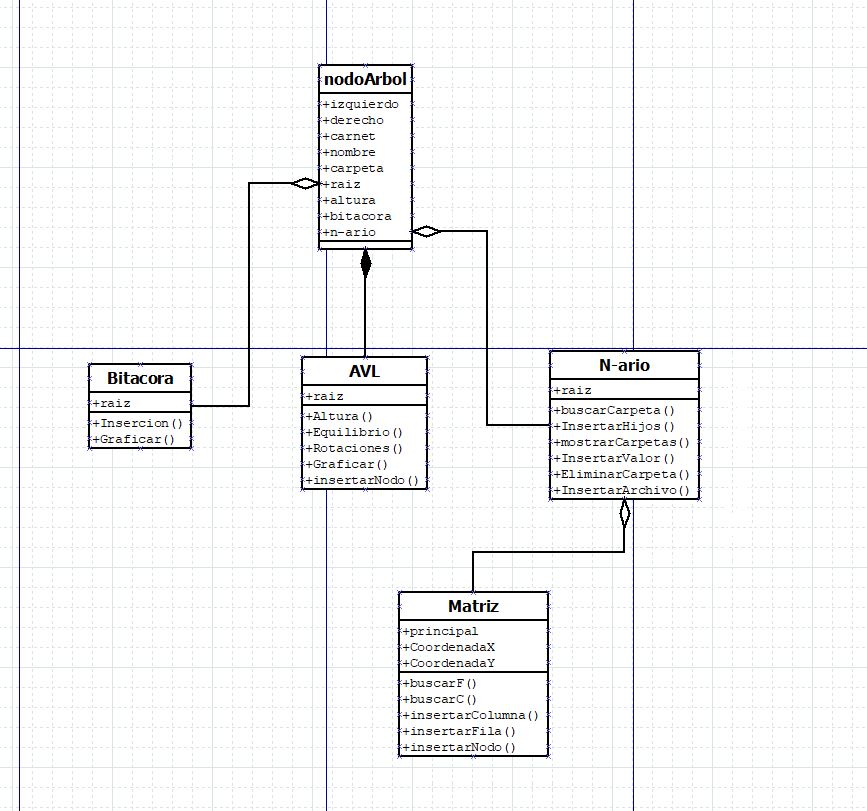 nodoArbol
+izquierdo
+derecho
+carnet
+nombre
+carpeta
+raiz
+altura
+bitacora
+n-ario
Bitacora
+raiz
+Insercion()
+Graficar()
AVL
+raiz
+Altura()
+Equilibrio()
+Rotaciones()
+Graficar()
+insertarNodo()
N-ario
+raiz
+buscarCarpeta()
+InsertarHijos()
+mostrarCarpetas()
+InsertarValor()
+EliminarCarpeta()
+InsertarArchivo()
Matriz
+principal
+CoordenadaX
+CoordenadaY
+buscarF()
+buscarC()
+insertarColumna()
+insertarFila()
+insertarNodo()